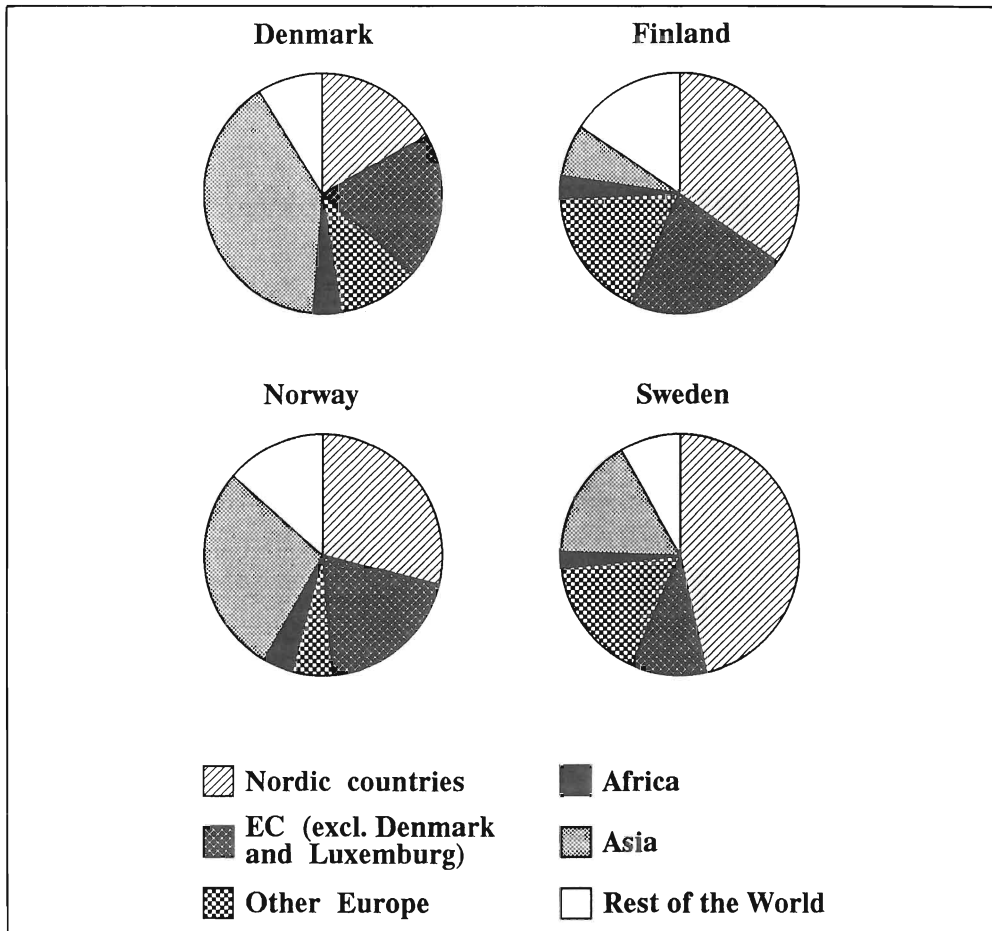 Denmark
Finland
Norway
Sweden
Nordic countries
EC (excl. Denmark
and Luxemburg)
Other Europe
Africa
Asia
Rest of the World